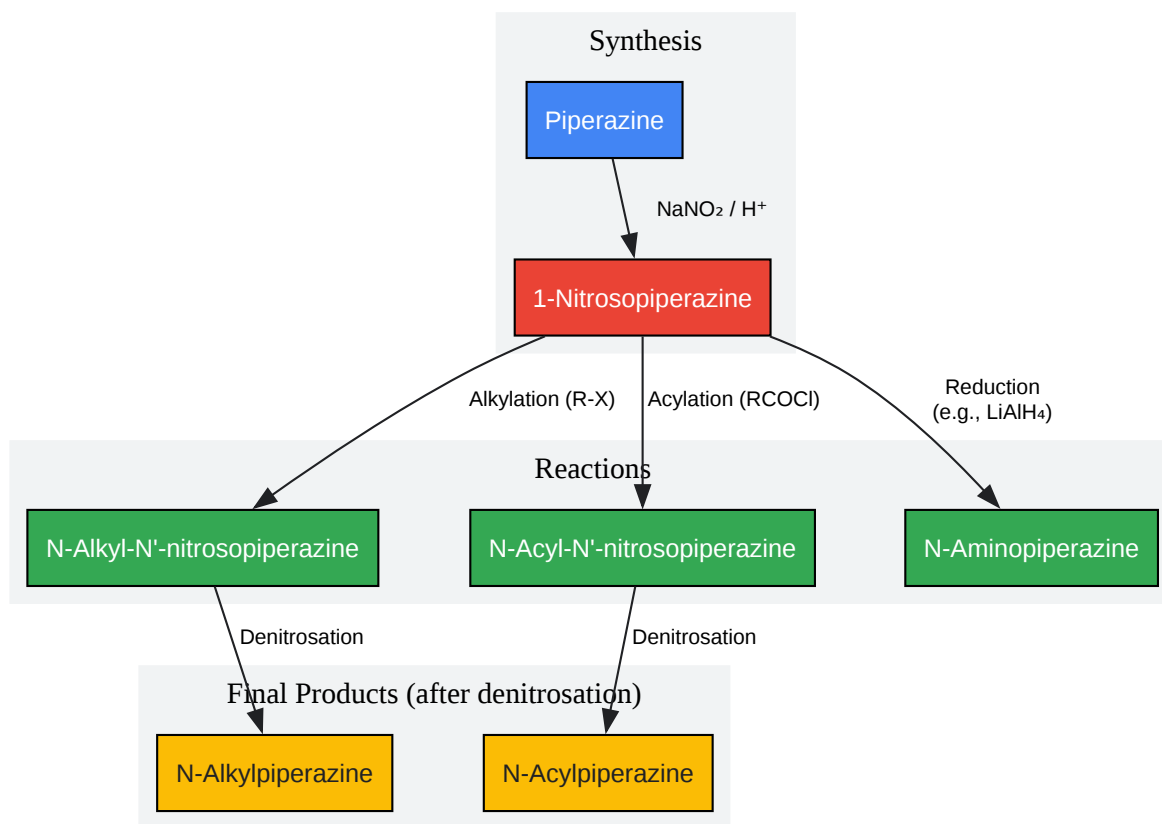 Synthesis
Piperazine
NaNO₂ / H⁺
1-Nitrosopiperazine
Alkylation (R-X)
Acylation (RCOCl)
Reduction
(e.g., LiAlH₄)
Reactions
N-Alkyl-N'-nitrosopiperazine
N-Acyl-N'-nitrosopiperazine
N-Aminopiperazine
Denitrosation
Denitrosation
Final Products (after denitrosation)
N-Alkylpiperazine
N-Acylpiperazine